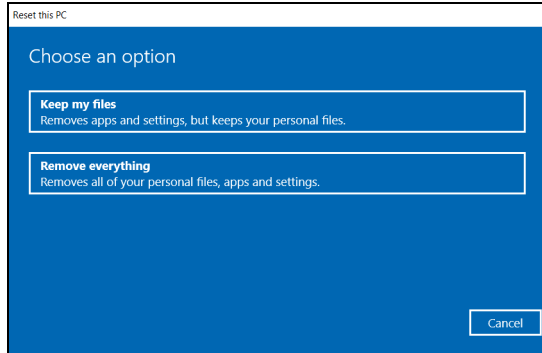 Reset this PC
Choose an option
Keep my files
Removes apps and settings, but keeps your personal files.
Remove everything
Removes all of your personal files, apps and settings.
Cancel